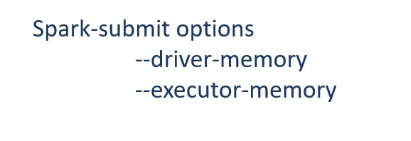 Spark-submit options
--driver-memory
--executor-memory